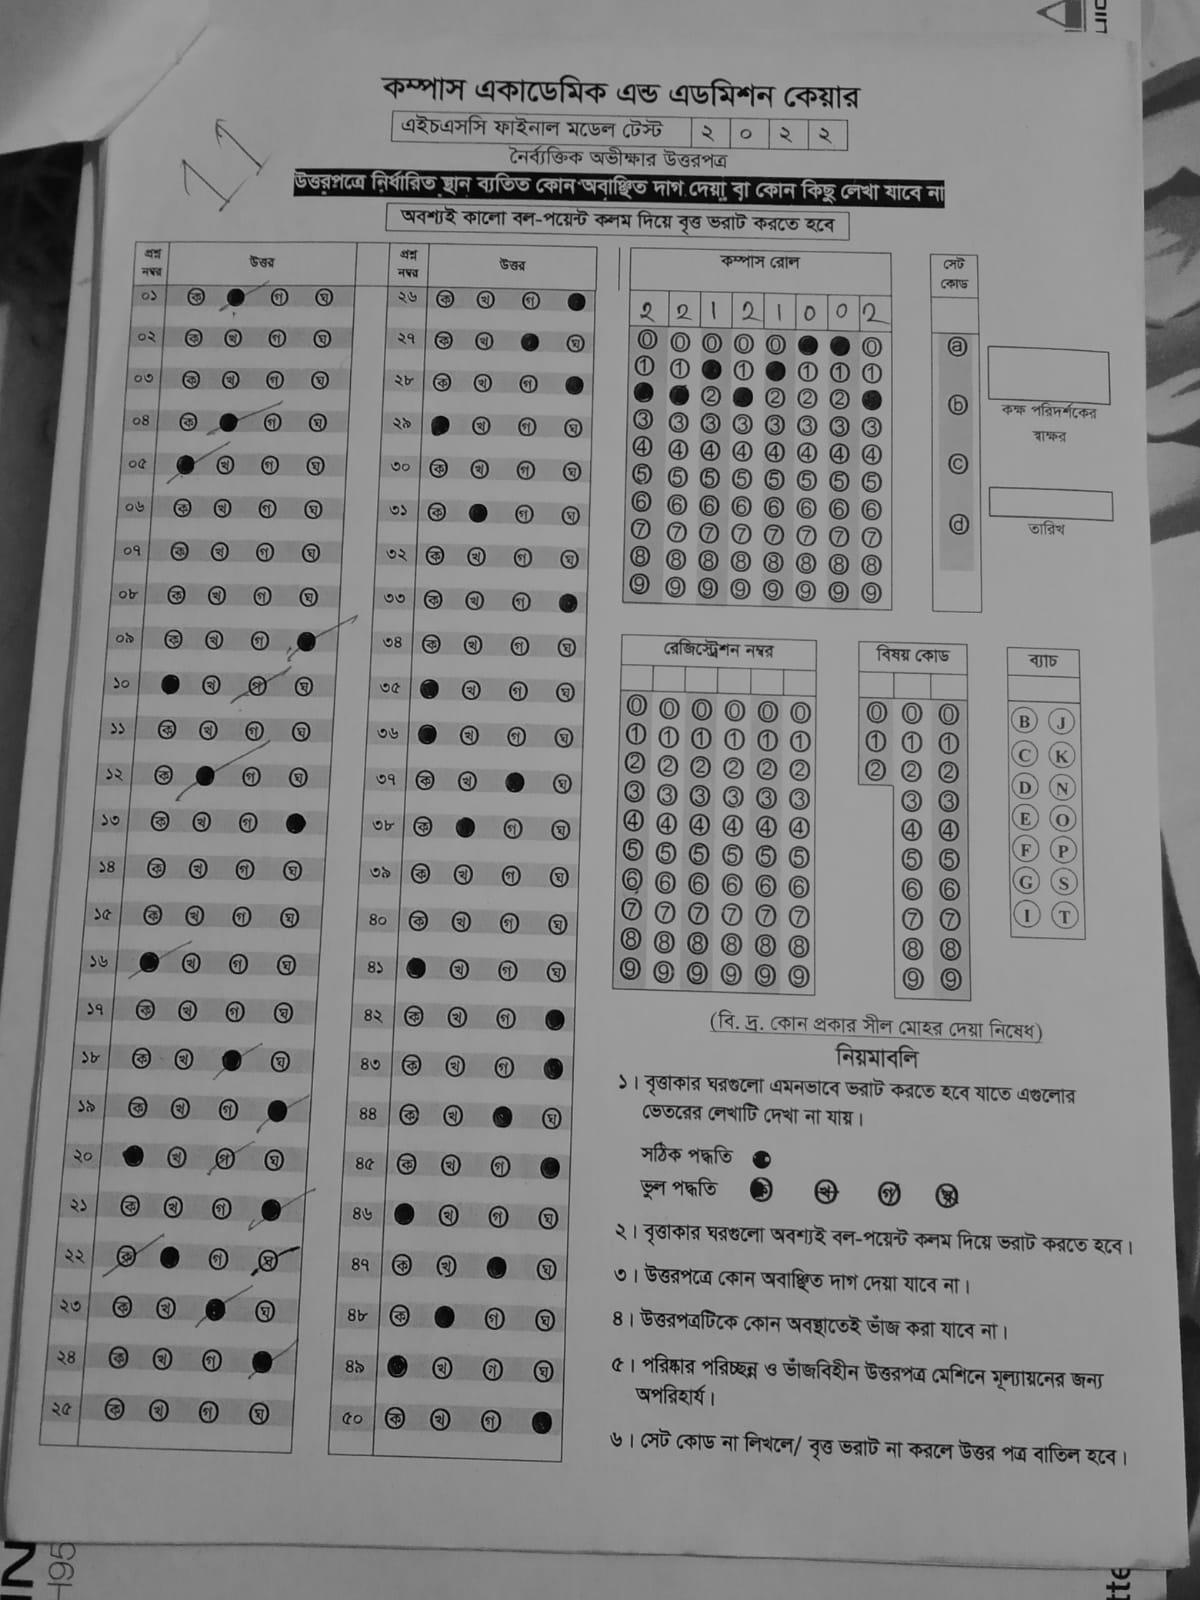 কম্পাস একাডেমিক এন্ড এডমিশন কেয়ার
এইচএসসি ফাইনাল মডেল টেস্ট ২ ০ ২ ২
নৈর্ব্যক্তিক অভীক্ষার উত্তরপত্র
উত্তরপত্রে নির্ধারিত স্থান ব্যতিত কোন অবাঞ্ছিত দাগ দেয়া বা কোন কিছু লেখা যাবে না
অবশ্যই কালো বল-পয়েন্ট কলম দিয়ে বৃত্ত ভরাট করতে হবে
প্রশ্ন নম্বর উত্তর
০১ ক গ ঘ
০২ ক খ গ ঘ
০৩ ক খ গ ঘ
০৪ ক গ ঘ
০৫ খ গ ঘ
০৬ ক খ গ ঘ
০৭ ক খ গ ঘ
০৮ ক খ গ ঘ
০৯ ক খ গ
১০ খ গ ঘ
১১ ক খ গ ঘ
১২ ক গ ঘ
১৩ ক খ গ
১৪ ক খ গ ঘ
১৫ ক খ গ ঘ
১৬ খ গ ঘ
১৭ ক খ গ ঘ
১৮ ক খ ঘ
১৯ ক খ গ
২০ খ গ ঘ
২১ ক খ গ
২২ ক গ ঘ
২৩ ক খ ঘ
২৪ ক খ গ
২৫ ক খ গ ঘ
প্রশ্ন নম্বর উত্তর
২৬ ক খ গ
২৭ ক খ ঘ
২৮ ক খ গ
২৯ খ গ ঘ
৩০ ক খ গ ঘ
৩১ ক গ ঘ
৩২ ক খ গ ঘ
৩৩ ক খ গ
৩৪ ক খ গ ঘ
৩৫ খ গ ঘ
৩৬ খ গ ঘ
৩৭ ক খ ঘ
৩৮ ক গ ঘ
৩৯ ক খ গ ঘ
৪০ ক খ গ ঘ
৪১ খ গ ঘ
৪২ ক খ গ
৪৩ ক খ গ
৪৪ ক খ ঘ
৪৫ ক খ গ
৪৬ খ গ ঘ
৪৭ ক খ ঘ
৪৮ ক গ ঘ
৪৯ খ গ ঘ
৫০ ক খ গ
কম্পাস রোল
2 2 1 2 1 0 0 2
0 0 0 0 0 0
1 1 1 1 1 1
2 2 2 2
3 3 3 3 3 3 3 3
4 4 4 4 4 4 4 4
5 5 5 5 5 5 5 5
6 6 6 6 6 6 6 6
7 7 7 7 7 7 7 7
8 8 8 8 8 8 8 8
9 9 9 9 9 9 9 9
সেট
কোড
a
b
c
d
কক্ষ পরিদর্শকের
স্বাক্ষর
তারিখ
রেজিস্ট্রেশন নম্বর
0 0 0 0 0 0
1 1 1 1 1 1
2 2 2 2 2 2
3 3 3 3 3 3
4 4 4 4 4 4
5 5 5 5 5 5
6 6 6 6 6 6
7 7 7 7 7 7
8 8 8 8 8 8
9 9 9 9 9 9
বিষয় কোড
0 0 0
1 1 1
2 2 2
3 3
4 4
5 5
6 6
7 7
8 8
9 9
ব্যাচ
B J
C K
D N
E O
F P
G S
I T
(বি. দ্র. কোন প্রকার সীল মোহর দেয়া নিষেধ)
নিয়মাবলি
১। বৃত্তাকার ঘরগুলো এমনভাবে ভরাট করতে হবে যাতে এগুলোর
ভেতরের লেখাটি দেখা না যায়।
সঠিক পদ্ধতি
ভুল পদ্ধতি ক খ গ ঘ
২। বৃত্তাকার ঘরগুলো অবশ্যই বল-পয়েন্ট কলম দিয়ে ভরাট করতে হবে।
৩। উত্তরপত্রে কোন অবাঞ্ছিত দাগ দেয়া যাবে না।
৪। উত্তরপত্রটিকে কোন অবস্থাতেই ভাঁজ করা যাবে না।
৫। পরিষ্কার পরিচ্ছন্ন ও ভাঁজবিহীন উত্তরপত্র মেশিনে মূল্যায়নের জন্য
অপরিহার্য।
৬। সেট কোড না লিখলে/ বৃত্ত ভরাট না করলে উত্তর পত্র বাতিল হবে।